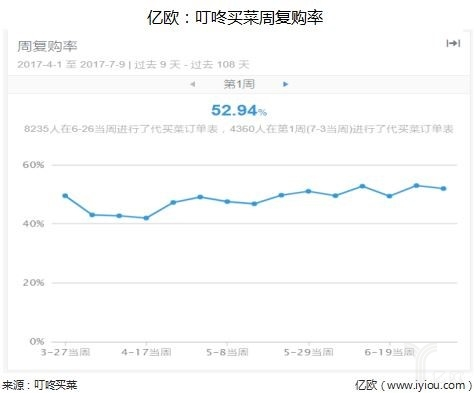 亿欧：叮咚买菜周复购率
周复购率
2017-4-1 至 2017-7-9 | 过去 9 天 - 过去 108 天
第1周
52.94%
8235人在6-26当周进行了代买菜订单表，4360人在第1周(7-3当周)进行了代买菜订单表
60%
40%
20%
0%
3-27当周 4-17当周 5-8当周 5-29当周 6-19当周
亿欧
来源：叮咚买菜 亿欧（www.iyiou.com）